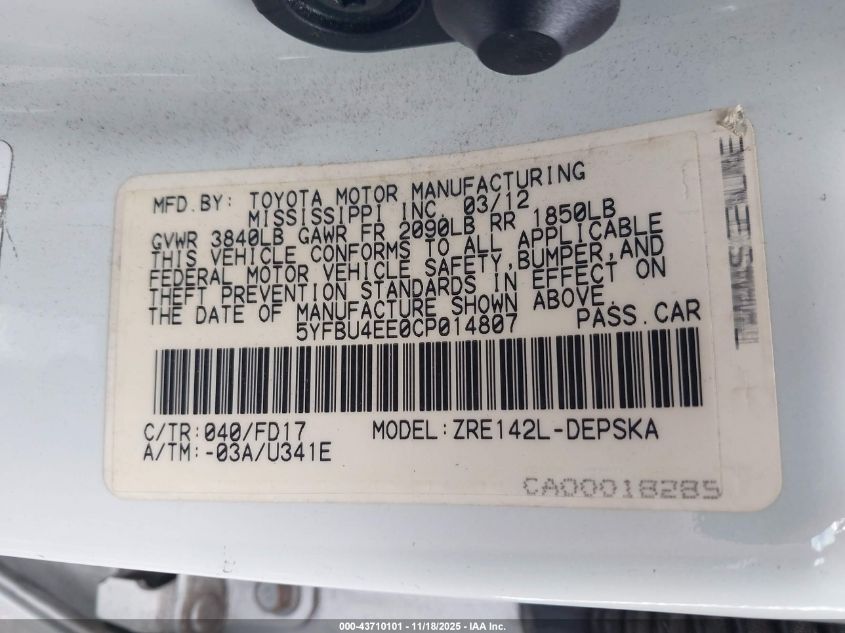 MFD.BY: TOYOTA MOTOR MANUFACTURING
MISSISSIPPI INC. 03/12
GVWR 3840LB GAWR FR 2090LB RR 1850LB
THIS VEHICLE CONFORMS TO ALL APPLICABLE
FEDERAL MOTOR VEHICLE SAFETY,BUMPER,AND
THEFT PREVENTION STANDARDS IN EFFECT ON
THE DATE OF MANUFACTURE SHOWN ABOVE.
5YFBU4EE0CP014807 PASS.CAR
C/TR:040/FD17 MODEL:ZRE142L-DEPSKA
A/TM:-03A/U341E
CA00018285
000-43710101 - 11/18/2025 - IAA Inc.